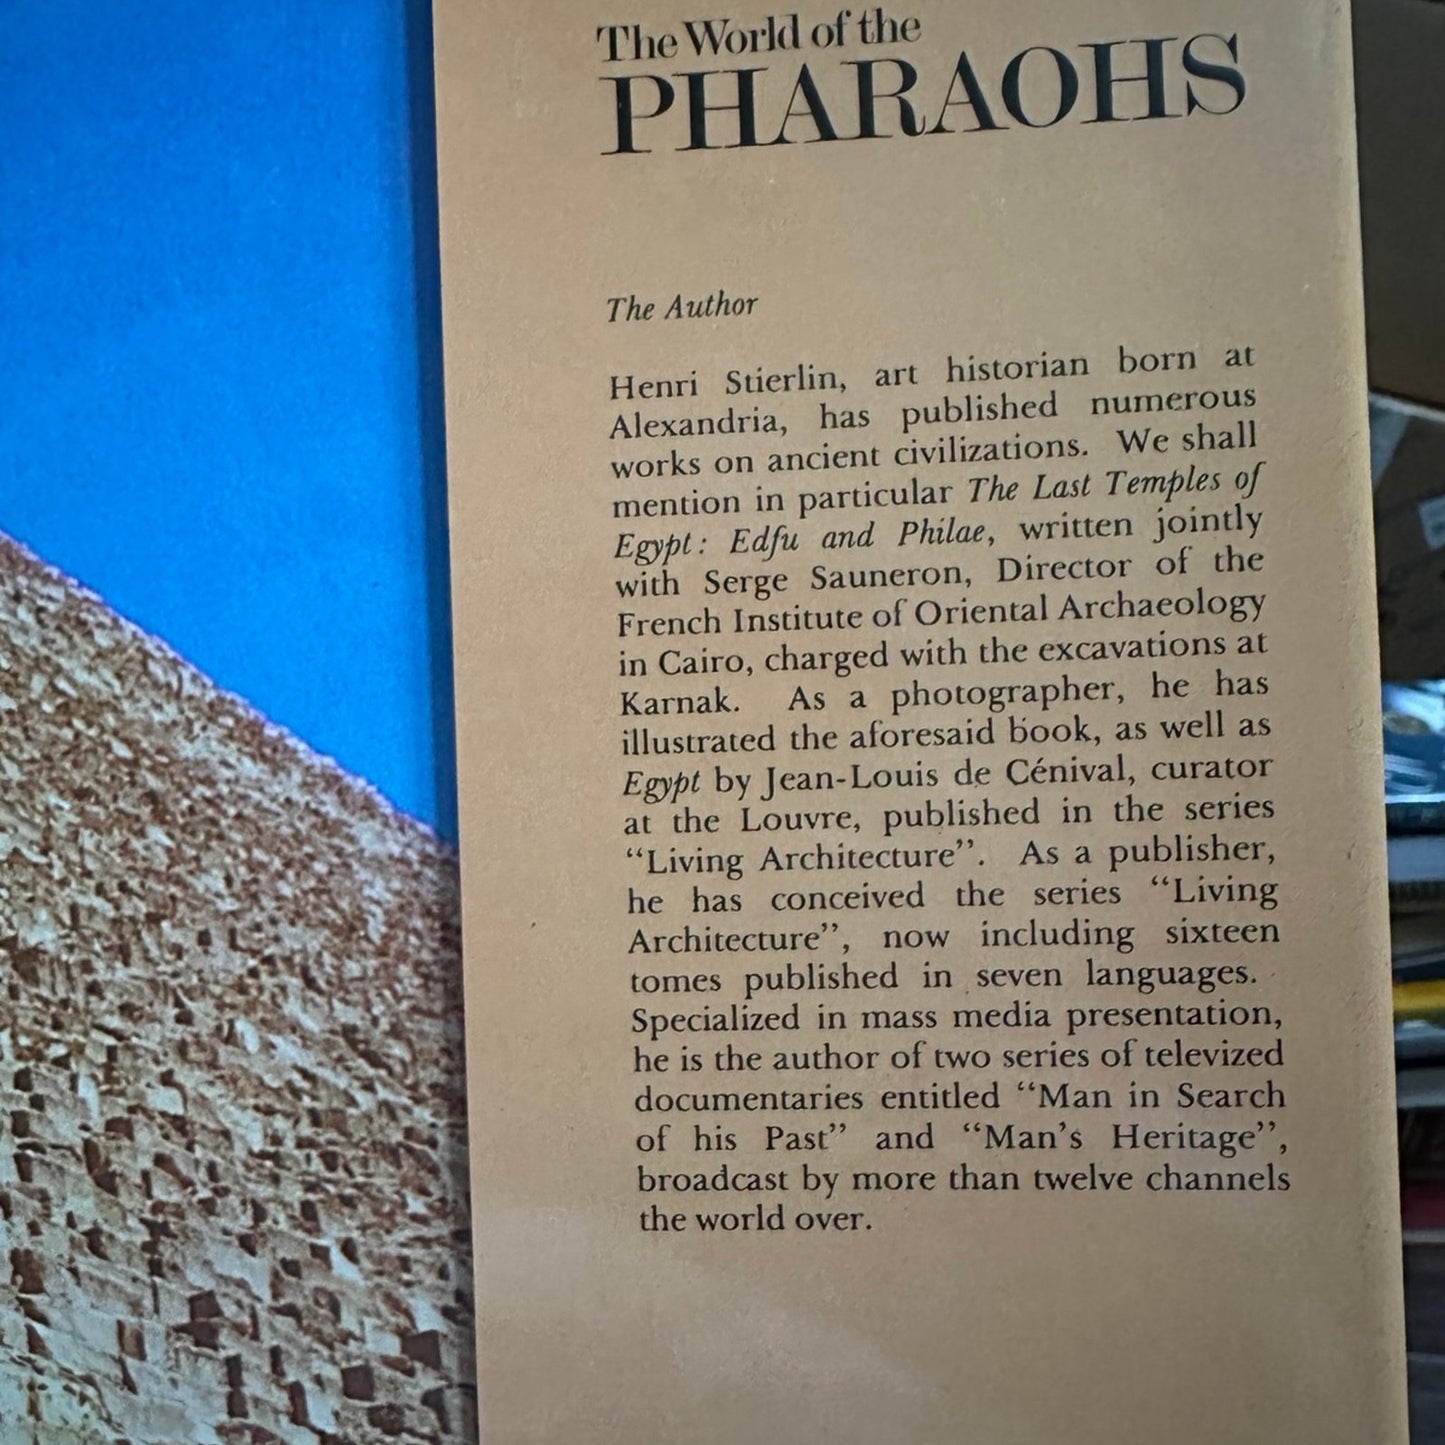 The World of the
PHARAOHS
The Author
Henri Stierlin, art historian born at
Alexandria, has published numerous
works on ancient civilizations. We shall
mention in particular The Last Temples of
Egypt: Edfu and Philae, written jointly
with Serge Sauneron, Director of the
French Institute of Oriental Archaeology
in Cairo, charged with the excavations at
Karnak. As a photographer, he has
illustrated the aforesaid book, as well as
Egypt by Jean-Louis de Cénival, curator
at the Louvre, published in the series
“Living Architecture”. As a publisher,
he has conceived the series “Living
Architecture”, now including sixteen
tomes published in seven languages.
Specialized in mass media presentation,
he is the author of two series of televized
documentaries entitled “Man in Search
of his Past” and “Man’s Heritage”,
broadcast by more than twelve channels
the world over.